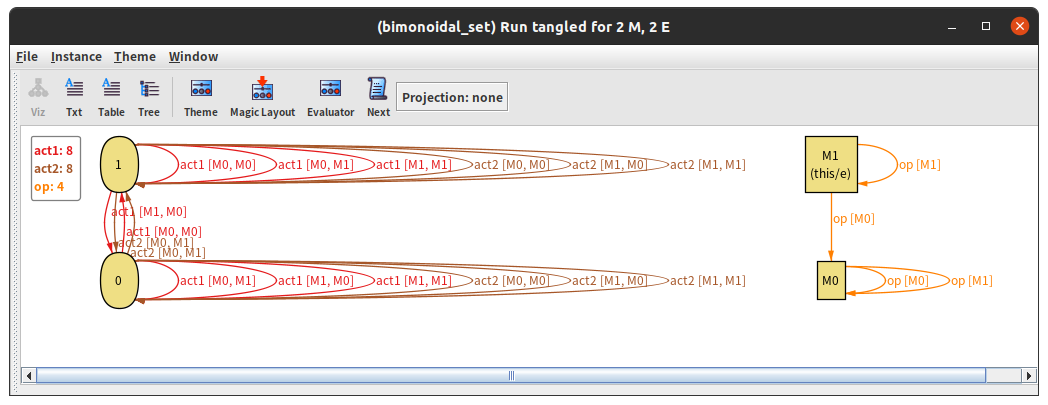 (bimonoidal_set) Run tangled for 2 M, 2 E
File Instance Theme Window
Viz Txt Table Tree Theme Magic Layout Evaluator Next Projection: none
act1: 8
act2: 8
op: 4
1
act1 [M0, M0]
act1 [M0, M1]
act1 [M1, M1]
act2 [M0, M0]
act2 [M1, M0]
act2 [M1, M1]
M1
(this/e)
op [M1]
act1 [M1, M0]
op [M0]
act1 [M0, M0]
act2 [M0, M1]
act2 [M0, M1]
0
act1 [M0, M1]
act1 [M1, M0]
act1 [M1, M1]
act2 [M0, M0]
act2 [M1, M0]
act2 [M1, M1]
M0
op [M0]
op [M1]